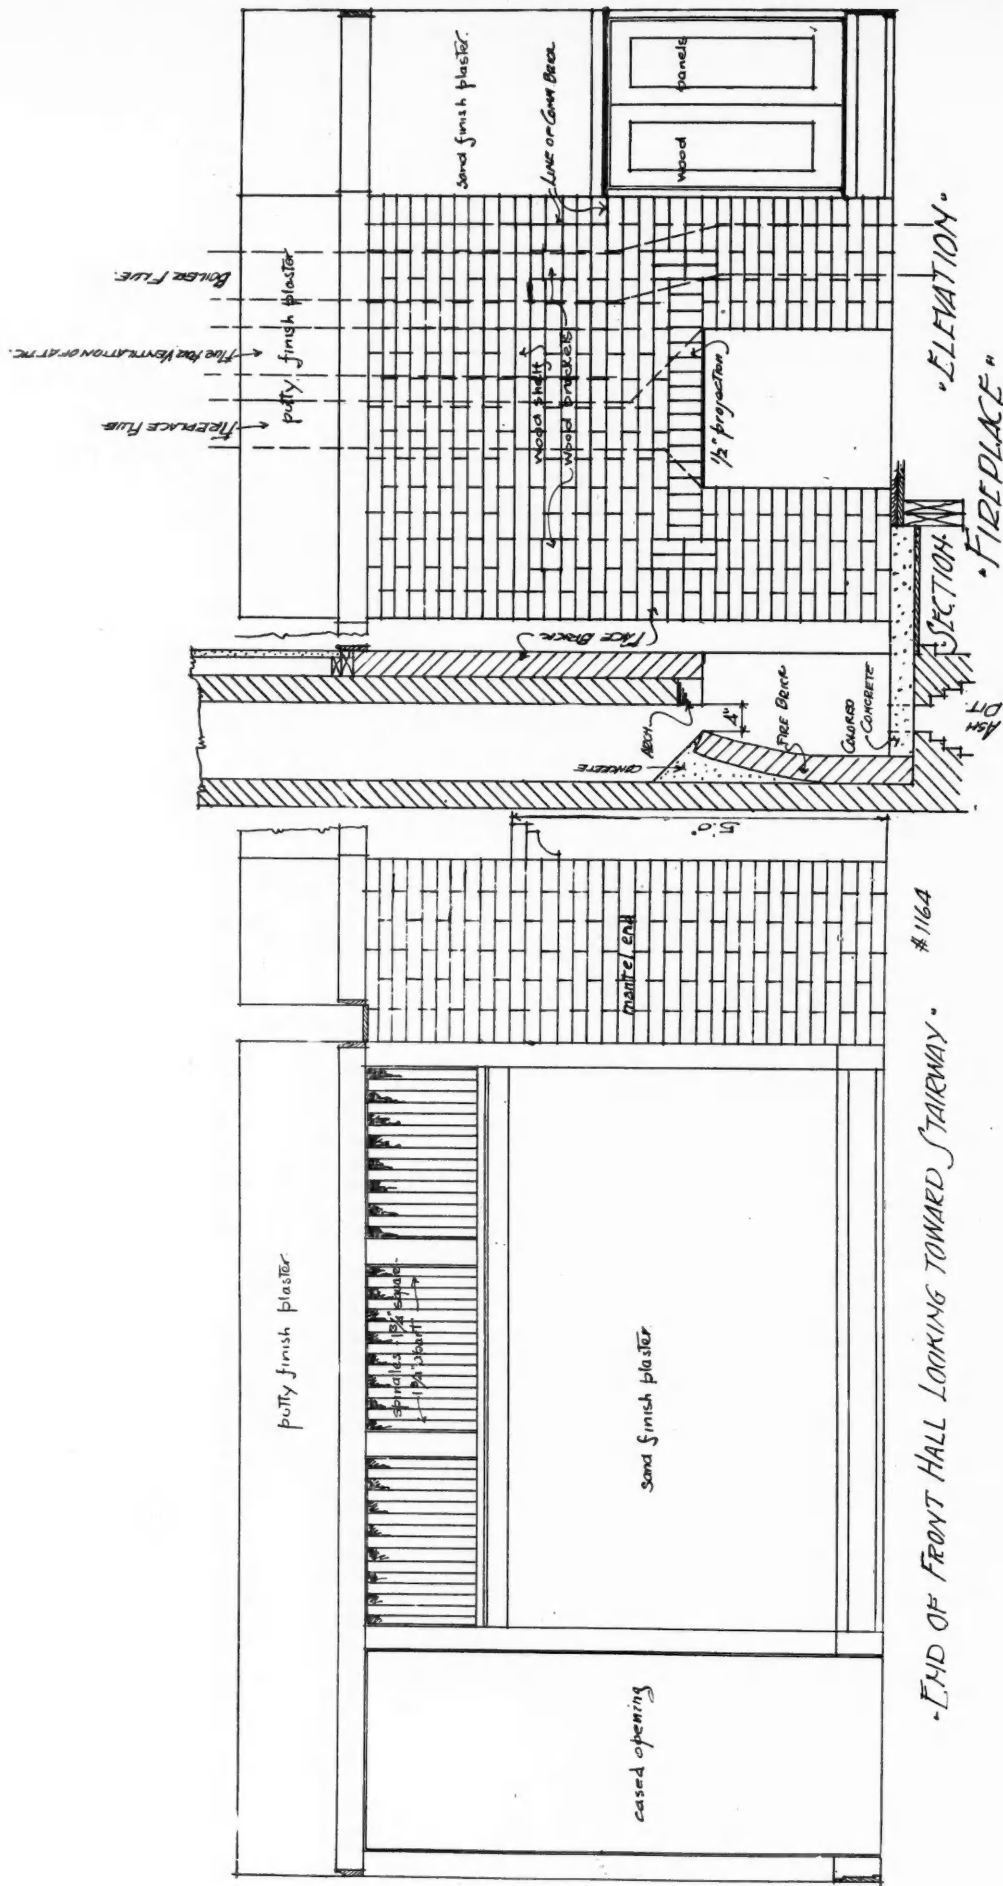 putty finish plaster
spindles - 1 3/4" square -
1 3/4" apart
sand finish plaster
cased opening
mantel end
5'.0"
"END OF FRONT HALL LOOKING TOWARD STAIRWAY"
#1164
FACE BRICK
ARCH
4"
CONCRETE
FIRE BRICK
COLORED
CONCRETE
ASH
PIT
"SECTION"
FIREPLACE FLUE
FLUE FOR VENTILATION OF ATTIC.
BOILER FLUE.
putty finish plaster
sand finish plaster
LINE OF COMM BRICK
wood shelf
wood brackets
1/2" projection
wood
panels
"ELEVATION"
"FIREPLACE"